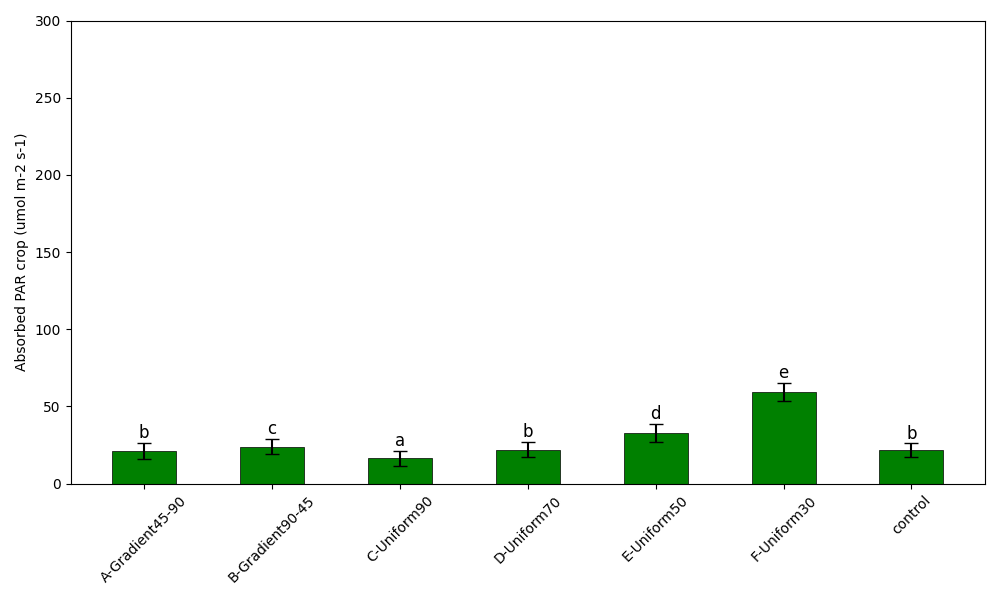 300
250
200
150
100
50
0
Absorbed PAR crop (umol m-2 s-1)
b
c
a
b
d
e
b
A-Gradient45-90
B-Gradient90-45
C-Uniform90
D-Uniform70
E-Uniform50
F-Uniform30
control